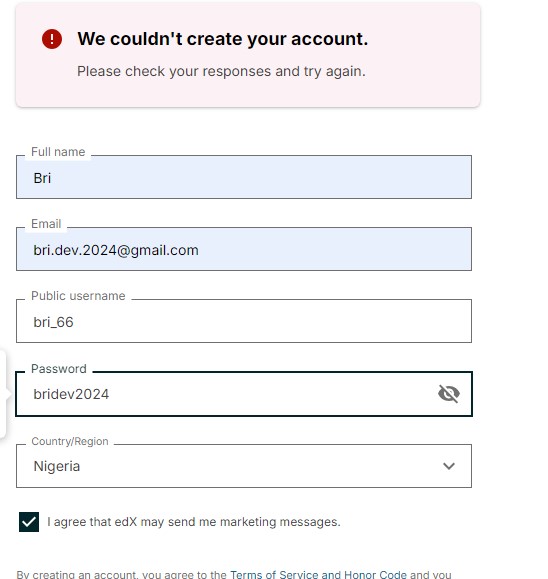 We couldn't create your account.
Please check your responses and try again.
Full name
Bri
Email
bri.dev.2024@gmail.com
Public username
bri_66
Password
bridev2024
Country/Region
Nigeria
I agree that edX may send me marketing messages.
By creating an account, you agree to the Terms of Service and Honor Code and you